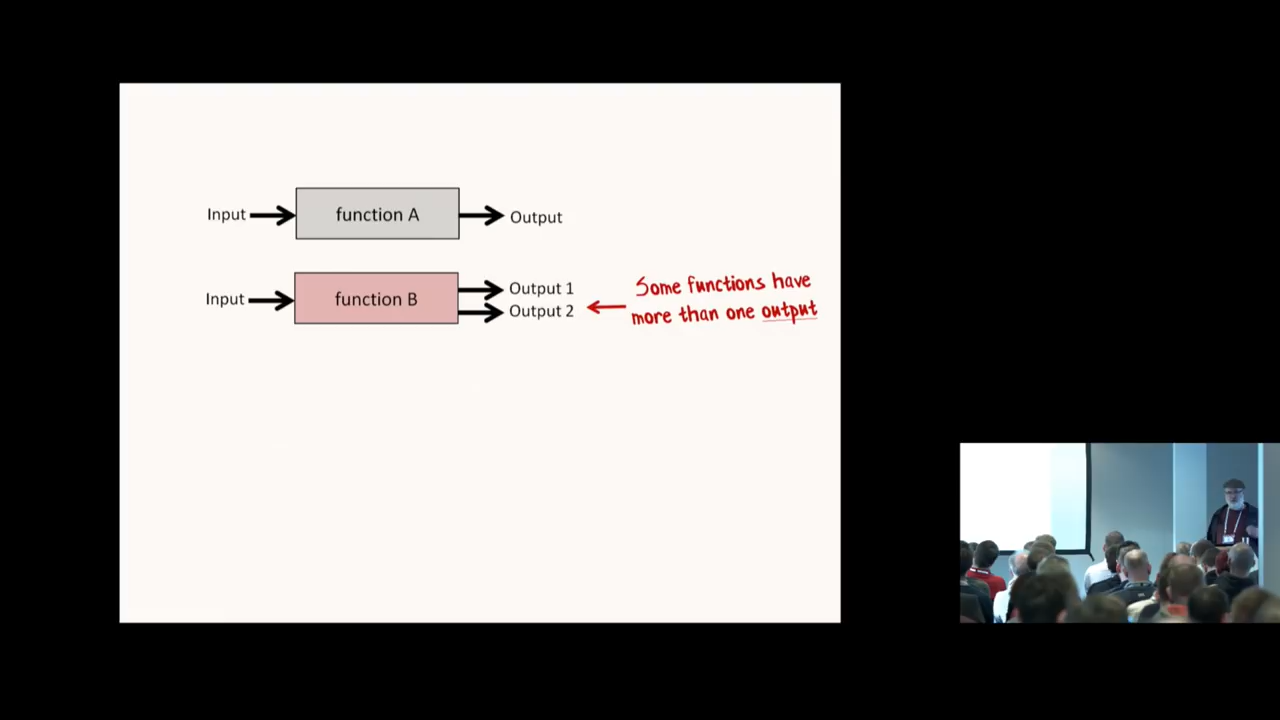 Input
function A
Output
Input
function B
Output 1
Output 2
Some functions have
more than one output